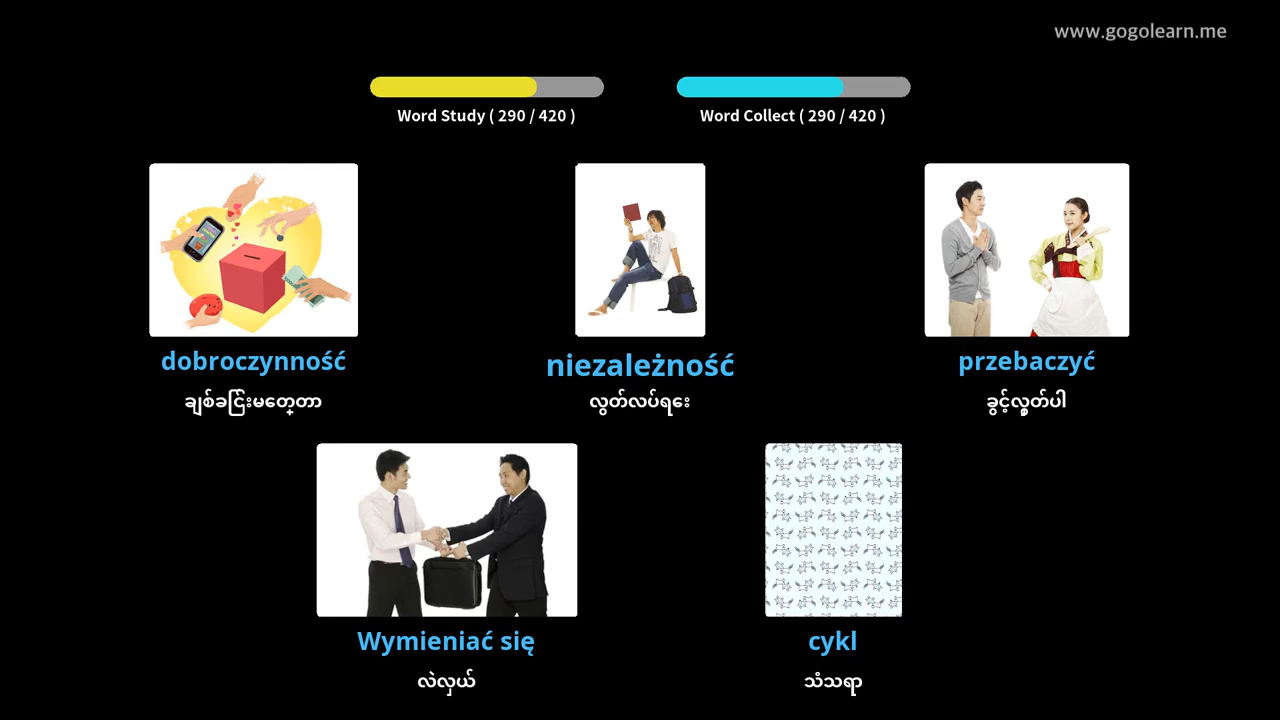 www.gogolearn.me
Word Study ( 290 / 420 )
Word Collect ( 290 / 420 )
dobroczynność
niezależność
przebaczyć
ချစ်ခင်ြးမတ္ေတာ
လွတ်လပ်ရေး
ခွင့်လွှတ်ပါ
Wymieniać się
cykl
လဲလှယ်
သံသရာ